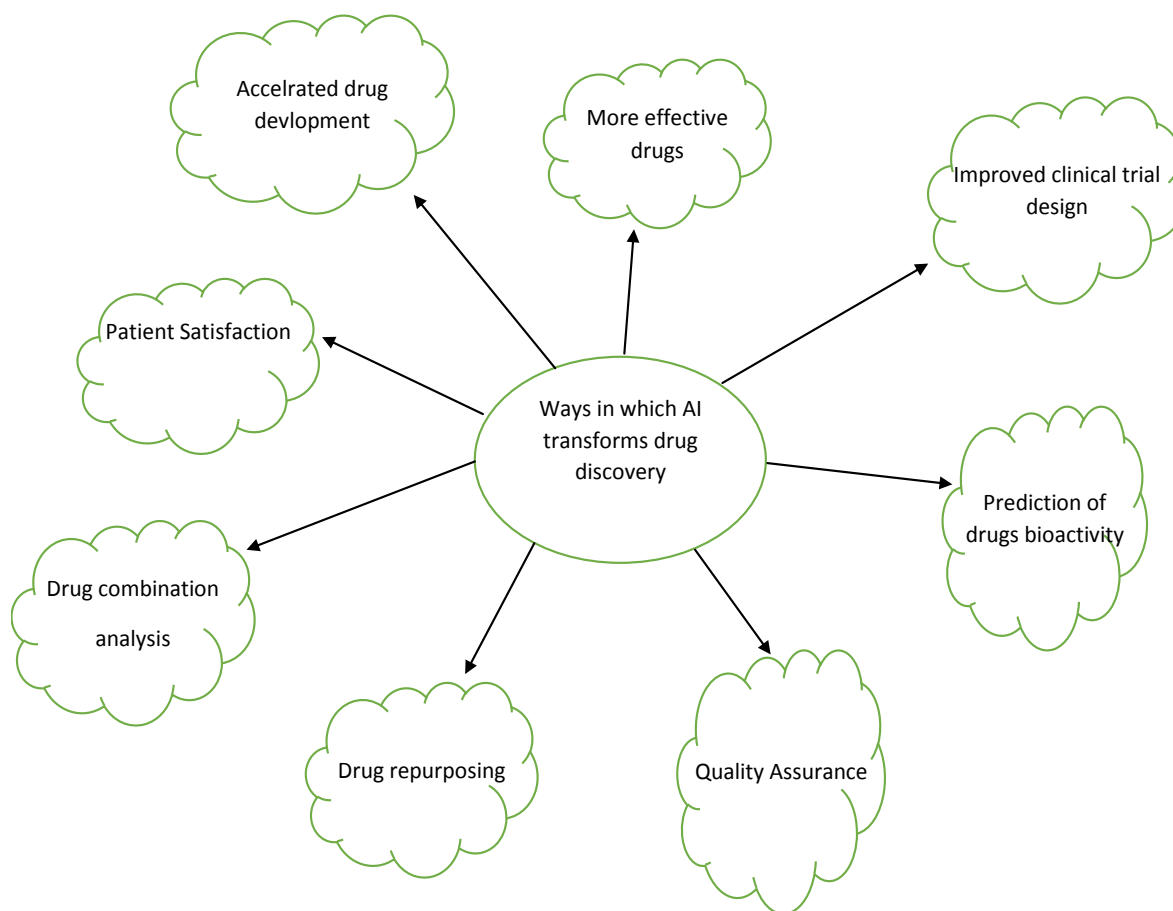 Accelrated drug
devlopment
More effective
drugs
Improved clinical trial
design
Patient Satisfaction
Ways in which AI
transforms drug
discovery
Prediction of
drugs bioactivity
Drug combination
analysis
Drug repurposing
Quality Assurance